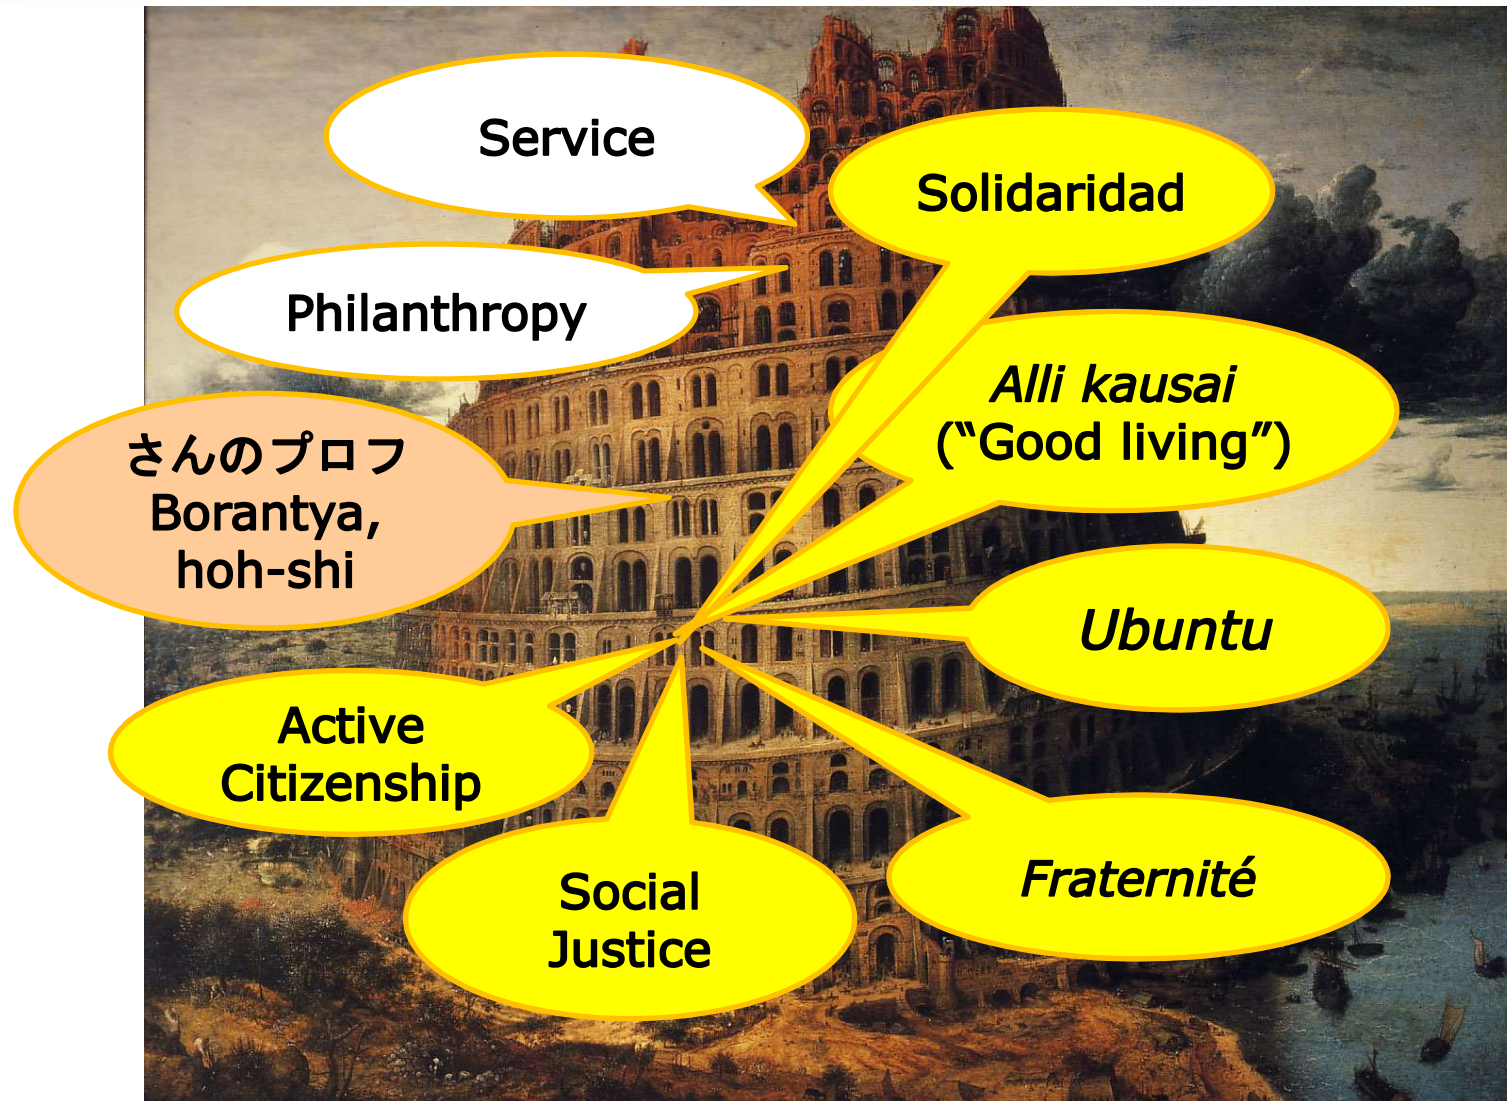 Service
Solidaridad
Philanthropy
Alli kausai
(“Good living”)
さんのプロフ
Borantya,
hoh-shi
Ubuntu
Active
Citizenship
Social
Justice
Fraternité